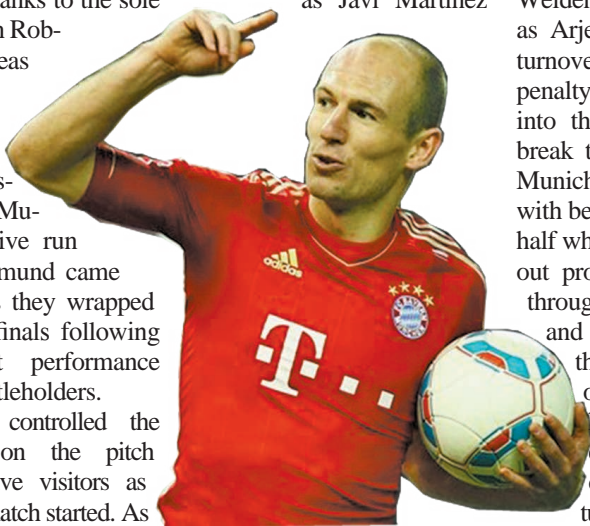 anks to the sole
n Rob-
eas
s-
Mu-
ive run
mund came
s they wrapped
finals following
t performance
tleholders.
controlled the
on the pitch
ve visitors as
atch started. As
as Javi Martinez
adidas
T
as Arje
turnove
penalty
into th
break t
Munich
with be
half wh
out pro
throug
and
th
o
tu